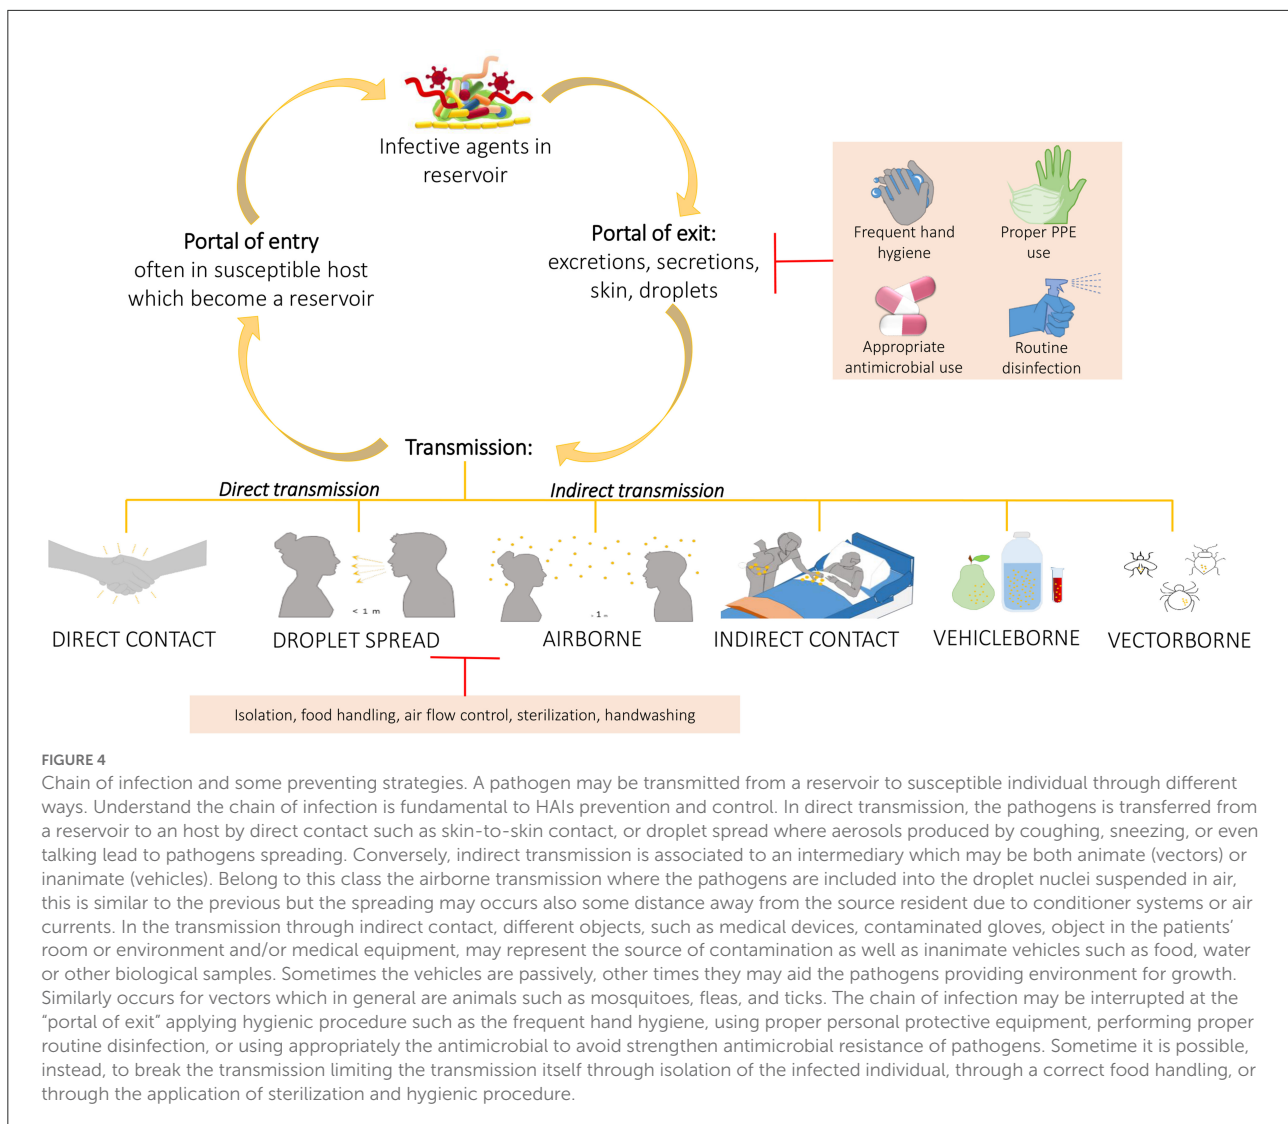 Infective agents in
reservoir
Portal of entry
often in susceptible host
which become a reservoir
Portal of exit:
excretions, secretions,
skin, droplets
Frequent hand
hygiene
Proper PPE
use
Appropriate
antimicrobial use
Routine
disinfection
Transmission:
Direct transmission
Indirect transmission
< 1 m
1 m
DIRECT CONTACT
DROPLET SPREAD
AIRBORNE
INDIRECT CONTACT
VEHICLEBORNE
VECTORBORNE
Isolation, food handling, air flow control, sterilization, handwashing
FIGURE 4
Chain of infection and some preventing strategies. A pathogen may be transmitted from a reservoir to susceptible individual through different
ways. Understand the chain of infection is fundamental to HAIs prevention and control. In direct transmission, the pathogens is transferred from
a reservoir to an host by direct contact such as skin-to-skin contact, or droplet spread where aerosols produced by coughing, sneezing, or even
talking lead to pathogens spreading. Conversely, indirect transmission is associated to an intermediary which may be both animate (vectors) or
inanimate (vehicles). Belong to this class the airborne transmission where the pathogens are included into the droplet nuclei suspended in air,
this is similar to the previous but the spreading may occurs also some distance away from the source resident due to conditioner systems or air
currents. In the transmission through indirect contact, different objects, such as medical devices, contaminated gloves, object in the patients'
room or environment and/or medical equipment, may represent the source of contamination as well as inanimate vehicles such as food, water
or other biological samples. Sometimes the vehicles are passively, other times they may aid the pathogens providing environment for growth.
Similarly occurs for vectors which in general are animals such as mosquitoes, fleas, and ticks. The chain of infection may be interrupted at the
"portal of exit" applying hygienic procedure such as the frequent hand hygiene, using proper personal protective equipment, performing proper
routine disinfection, or using appropriately the antimicrobial to avoid strengthen antimicrobial resistance of pathogens. Sometime it is possible,
instead, to break the transmission limiting the transmission itself through isolation of the infected individual, through a correct food handling, or
through the application of sterilization and hygienic procedure.